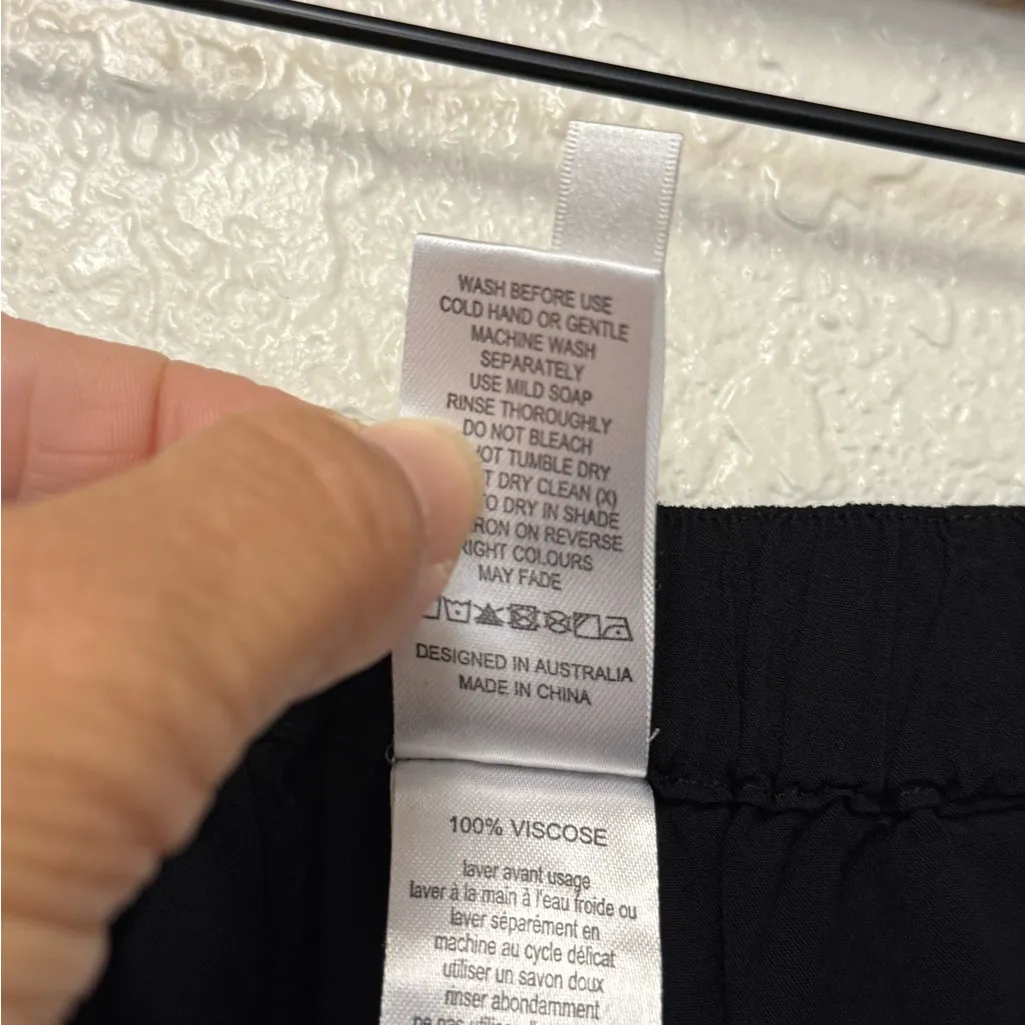 WASH BEFORE USE
COLD HAND OR GENTLE
MACHINE WASH
SEPARATELY
USE MILD SOAP
RINSE THOROUGHLY
DO NOT BLEACH
TUMBLE DRY
DRY CLEAN (X)
DRY IN SHADE
ON REVERSE
COLOURS
MAY FADE
DESIGNED IN AUSTRALIA
MADE IN CHINA
100% VISCOSE
laver avant usage
laver à la main à l'eau froide ou
laver séparément en
machine au cycle délicat
utiliser un savon doux
rinser abondamment